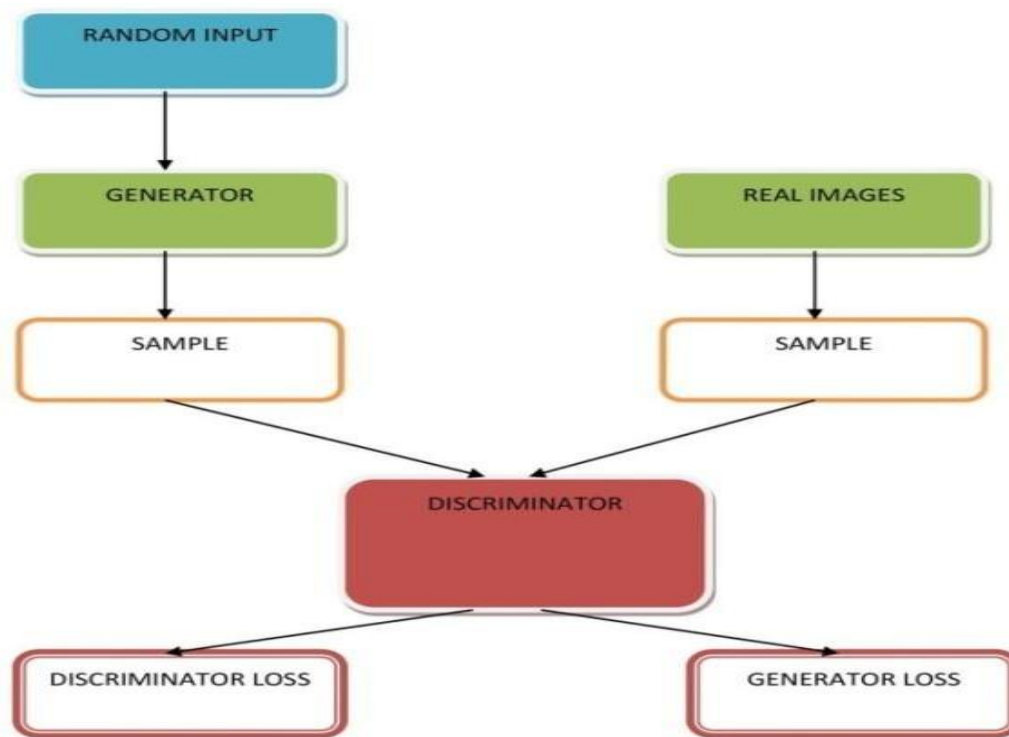 RANDOM INPUT
GENERATOR
REAL IMAGES
SAMPLE
SAMPLE
DISCRIMINATOR
DISCRIMINATOR LOSS
GENERATOR LOSS